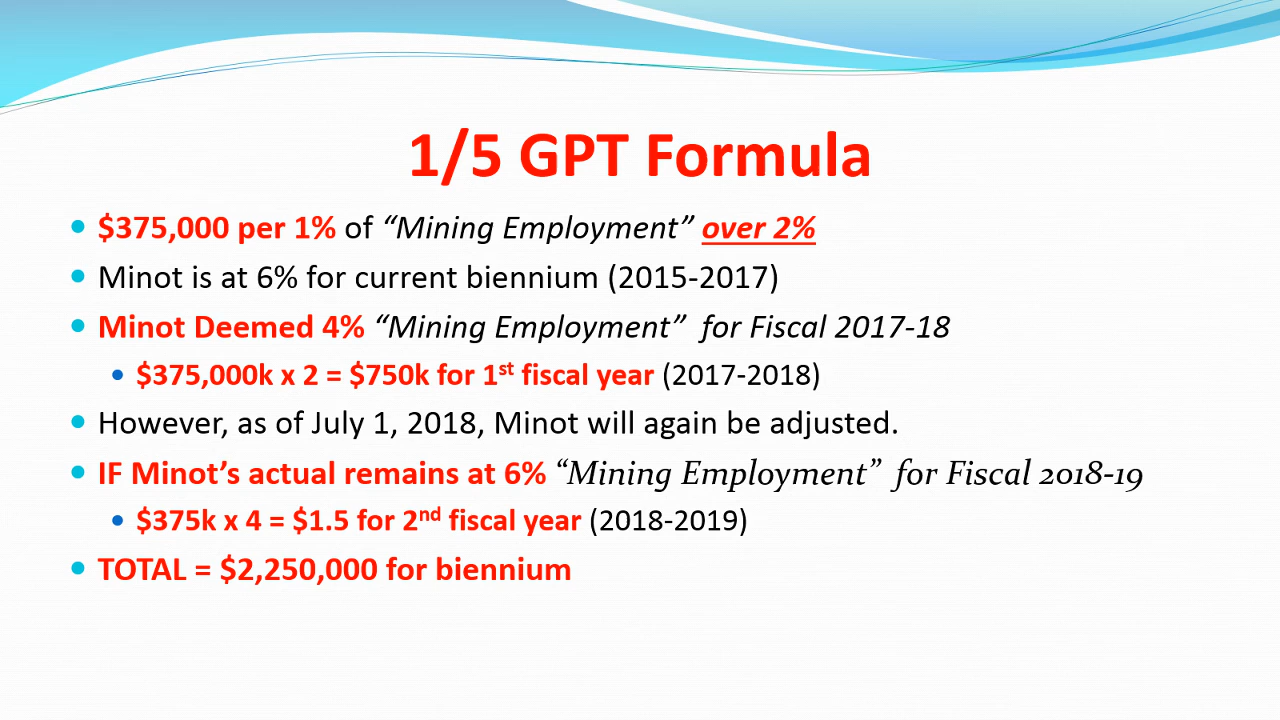 1/5 GPT Formula
$375,000 per 1% of “Mining Employment” over 2%
Minot is at 6% for current biennium (2015-2017)
Minot Deemed 4% “Mining Employment” for Fiscal 2017-18
$375,000k x 2 = $750k for 1st fiscal year (2017-2018)
However, as of July 1, 2018, Minot will again be adjusted.
IF Minot’s actual remains at 6% “Mining Employment” for Fiscal 2018-19
$375k x 4 = $1.5 for 2nd fiscal year (2018-2019)
TOTAL = $2,250,000 for biennium